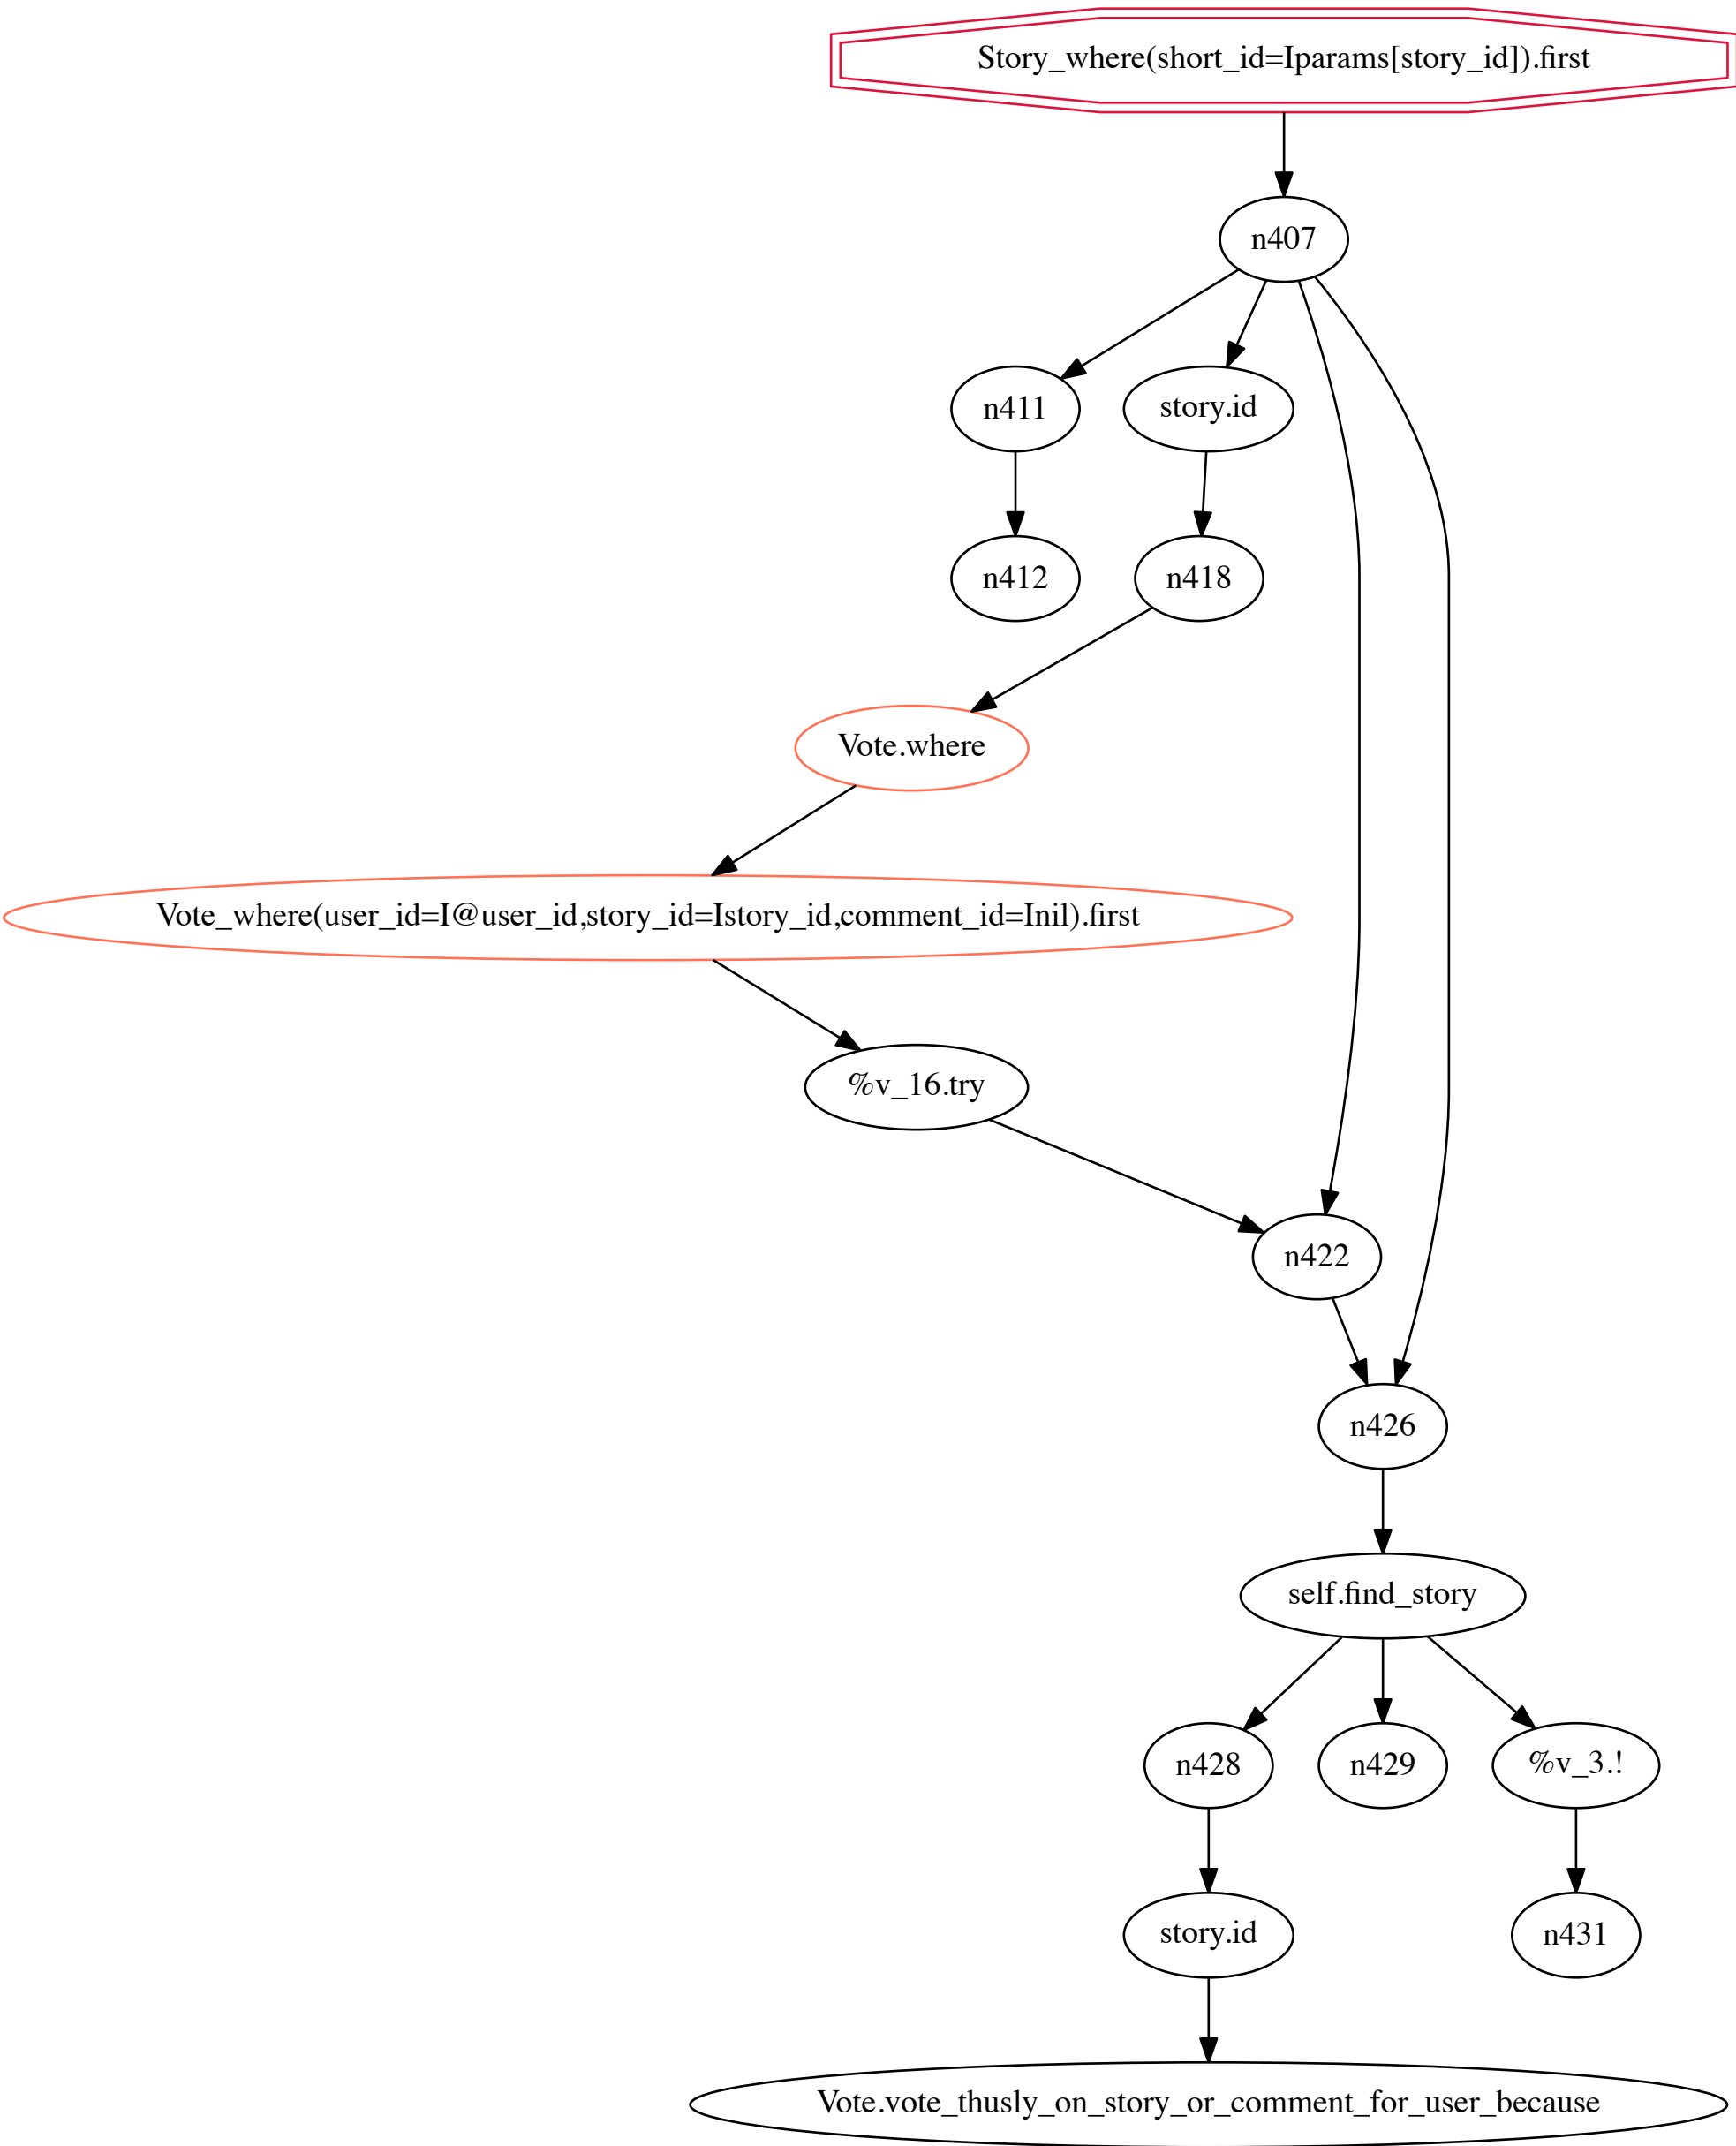 Story_where(short_id=Iparams[story_id]).first
n407
n411
story.id
n412
n418
Vote.where
Vote_where(user_id=I@user_id,story_id=Istory_id,comment_id=Inil).first
%v_16.try
n422
n426
self.find_story
n428
n429
%v_3.!
story.id
n431
Vote.vote_thusly_on_story_or_comment_for_user_because